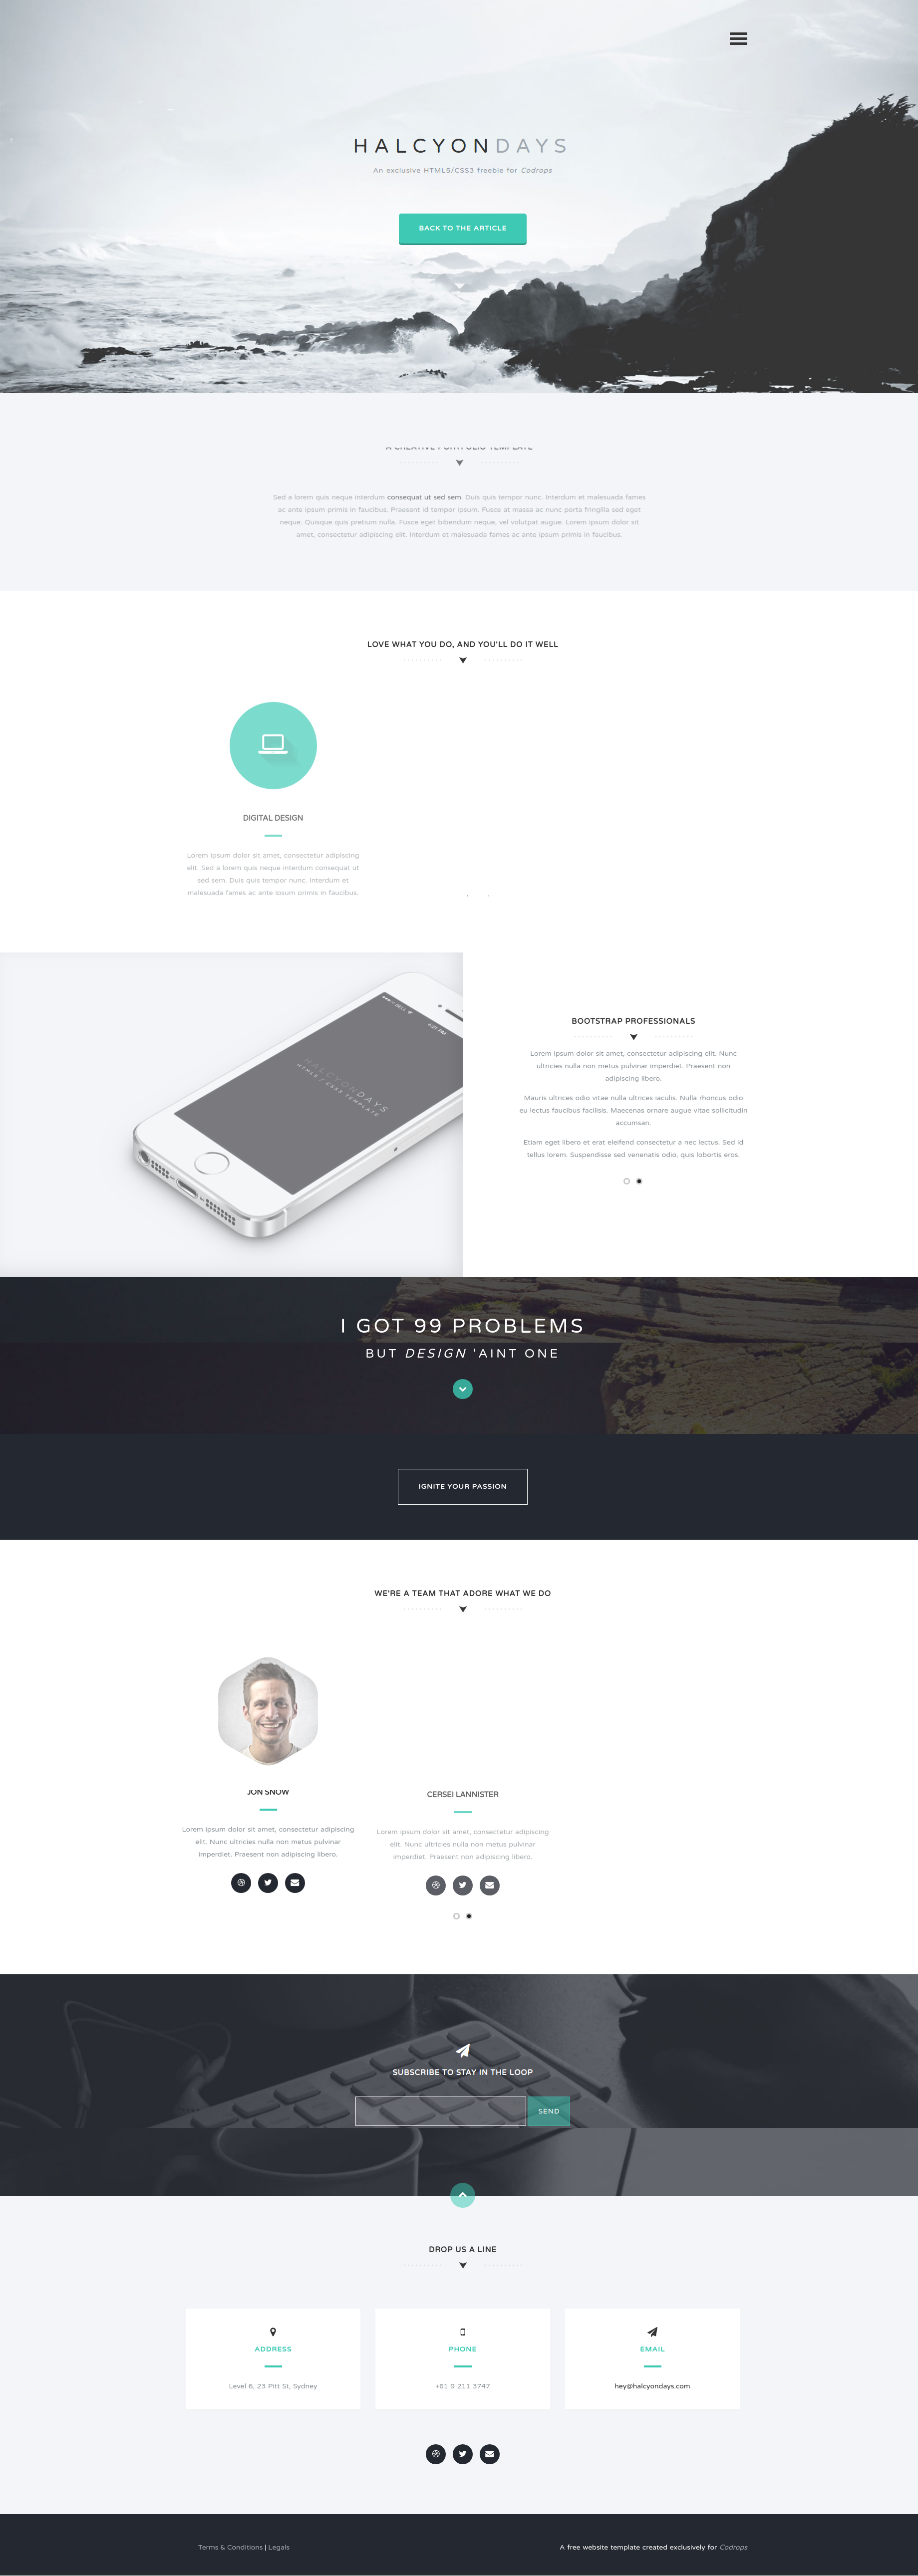 HALCYONDAYS
An exclusive HTML5/CSS3 freebie for Codrops
BACK TO THE ARTICLE
A CREATIVE PORTFOLIO TEMPLATE
Sed a lorem quis neque interdum consequat ut sed sem. Duis quis tempor nunc. Interdum et malesuada fames
ac anta ipsum primis in faucibus. Praesent id tempor ipsum. Fusce at massa ac nunc porta fringilla sed eget
neque. Quisque quis pretium nulla. Fusce eget bibendum neque, vel volutpat augue. Lorem ipsum dolor sit
amet, consectetur adipiscing elit. Interdum et malesuada fames ac ante ipsum primis in faucibus.
LOVE WHAT YOU DO, AND YOU'LL DO IT WELL
DIGITAL DESIGN
Lorem ipsum dolor sit amet, consectetur adipiscing
elit. Sed a lorem quis neque interdum consequat ut
sed sem. Duis quis tempor nunc. Interdum et
malesuada fames ac ante ipsum primis in faucibus.
4:21 PM
HALCYONDAYS
HTML5 / CSS TEMPLATE
BOOTSTRAP PROFESSIONALS
Lorem ipsum dolor sit amet, consectetur adipiscing elit. Nunc
ultricies nulla non metus pulvinar imperdiet. Praesent non
adipiscing libero.
Mauris ultrices odio vitae nulla ultrices iaculis. Nulla rhoncus odio
eu lectus faucibus facilisis. Maecenas ornare augue vitae sollicitudin
accumsan.
Etiam eget libero et erat eleifend consectetur a nec lectus. Sed id
tellus lorem. Suspendisse sed venenatis odio, quis lobortis eros.
I GOT 99 PROBLEMS
BUT DESIGN 'AINT ONE
IGNITE YOUR PASSION
WE'RE A TEAM THAT ADORE WHAT WE DO
JON SNOW
Lorem ipsum dolor sit amet, consectetur adipiscing
elit. Nunc ultricies nulla non metus pulvinar
imperdiet. Praesent non adipiscing libero.
CERSEI LANNISTER
Lorem ipsum dolor sit amet, consectetur adipiscing
elit. Nunc ultricies nulla non metus pulvinar
imperdiet. Praesent non adipiscing libero.
SUBSCRIBE TO STAY IN THE LOOP
SEND
DROP US A LINE
ADDRESS
Level 6, 23 Pitt St, Sydney
PHONE
+61 9 211 3747
EMAIL
hey@halcyondays.com
Terms & Conditions | Legals
A free website template created exclusively for Codrops